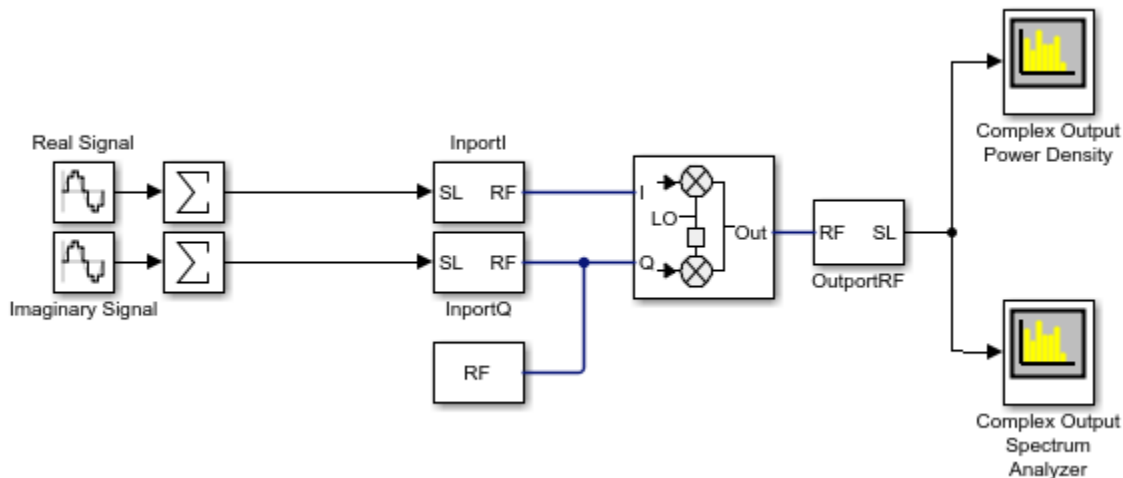 Complex Output
Power Density
Real Signal
InportI
SL RF
I
LO
Out
RF SL
Σ
Σ
SL RF
Q
OutportRF
Imaginary Signal
InportQ
RF
Complex Output
Spectrum
Analyzer